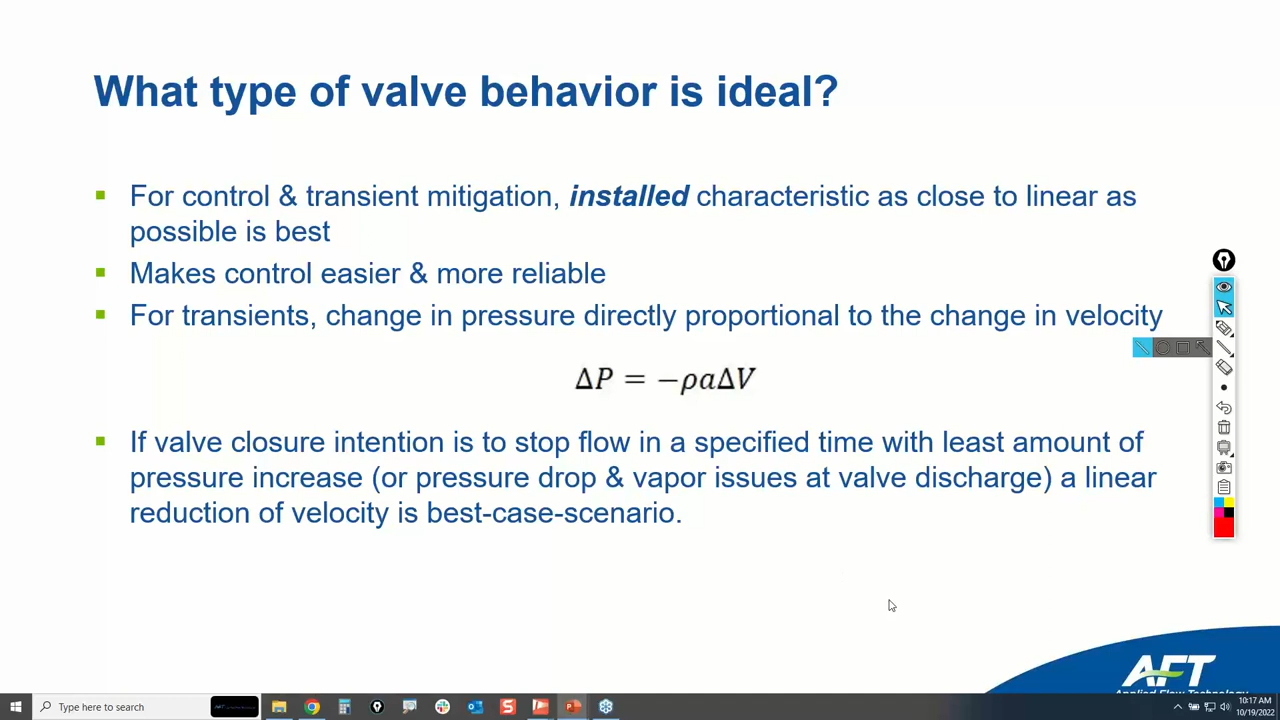 What type of valve behavior is ideal?
For control & transient mitigation, installed characteristic as close to linear as
possible is best
Makes control easier & more reliable
For transients, change in pressure directly proportional to the change in velocity
ΔP = −ρaΔV
If valve closure intention is to stop flow in a specified time with least amount of
pressure increase (or pressure drop & vapor issues at valve discharge) a linear
reduction of velocity is best-case-scenario.
AFT
Applied Flow Technology
Type here to search
10:17 AM
10/19/2022